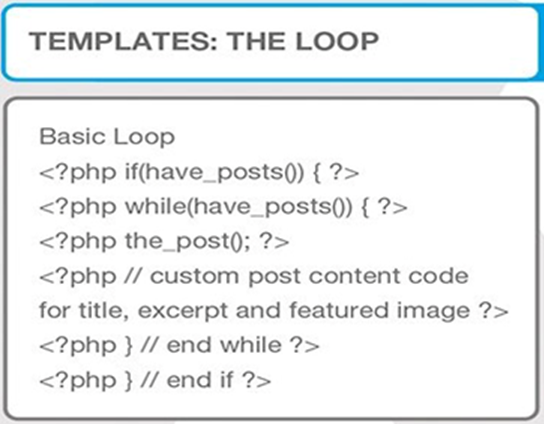 TEMPLATES: THE LOOP
Basic Loop
<?php if(have_posts()) { ?>
<?php while(have_posts()) { ?>
<?php the_post(); ?>
<?php // custom post content code
for title, excerpt and featured image ?>
<?php } // end while ?>
<?php } // end if ?>